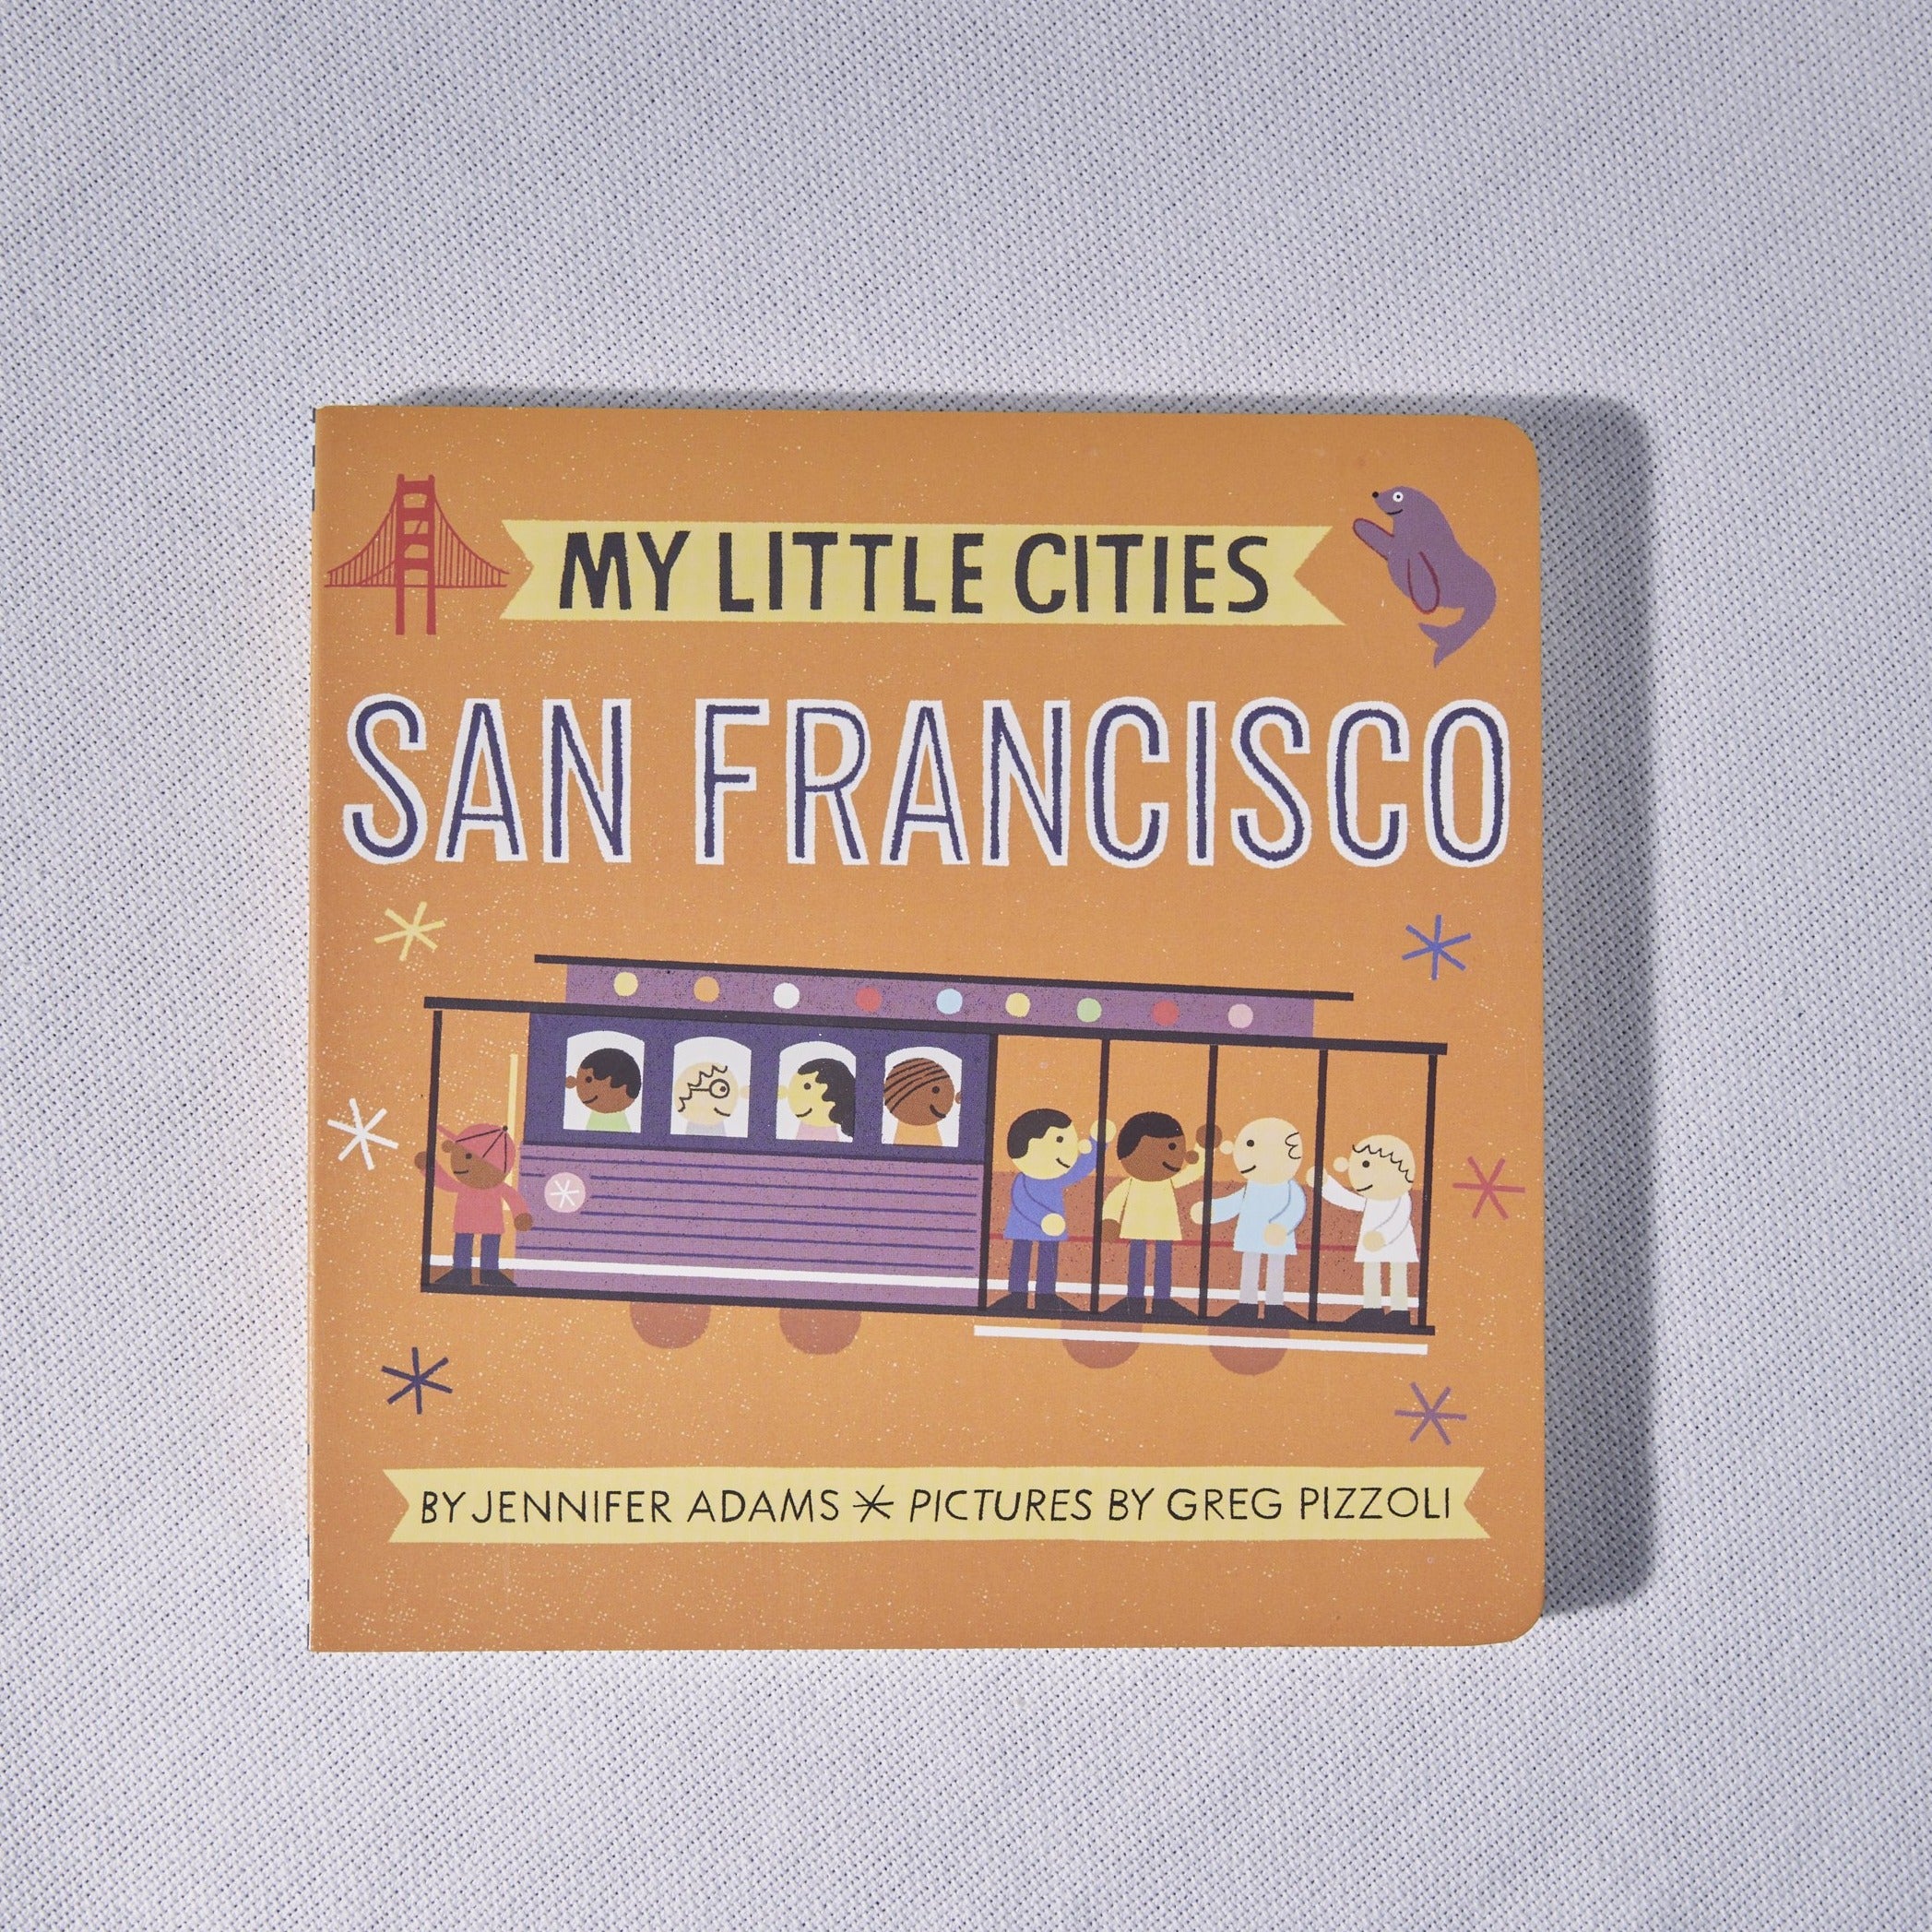 MY LITTLE CITIES
SAN FRANCISCO
BY JENNIFER ADAMS * PICTURES BY GREG PIZZOLI